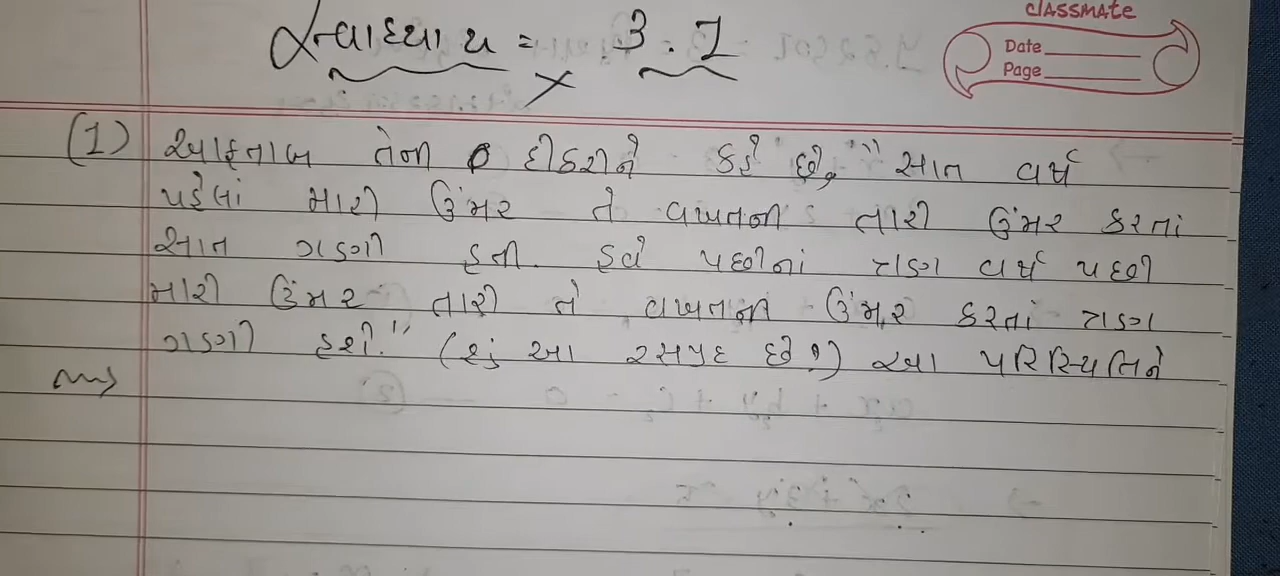 સ્વાધ્યાય = 3.1
CLASSMATE
Date
Page
(1) આફતાબ તેની દીકરીને કહે છે, "સાત વર્ષ
પહેલાં મારી ઉંમર તે વખતની તારી ઉંમર કરતાં
સાત ગણી હતી. હવે પછીનાં ત્રણ વર્ષ પછી
મારી ઉંમર તારી તે વખતની ઉંમર કરતાં ત્રણ
ગણી હશે." (શું આ રસપ્રદ છે?) આ પરિસ્થિતિને